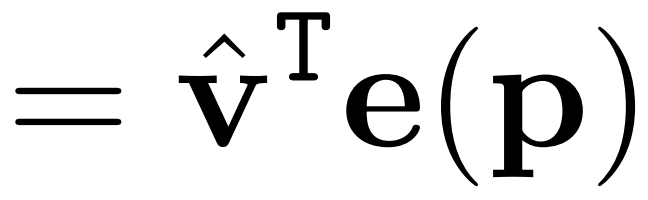 = v̂ᵀe(p)